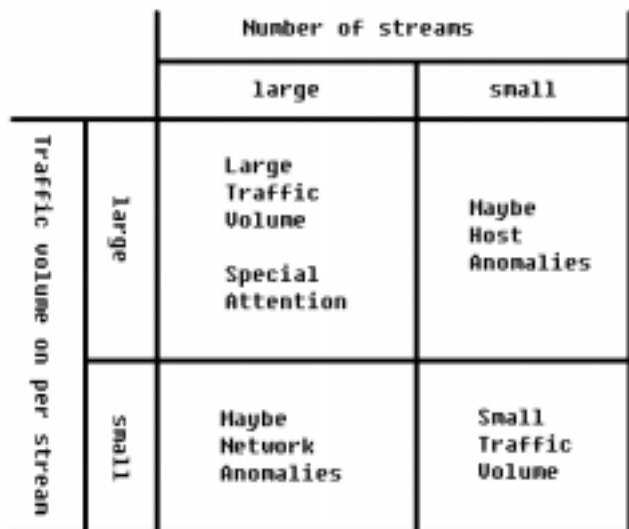 Number of streams
large
small
Traffic volume on per stream
large
Large
Traffic
Volume
Special
Attention
Maybe
Host
Anomalies
small
Maybe
Network
Anomalies
Small
Traffic
Volume